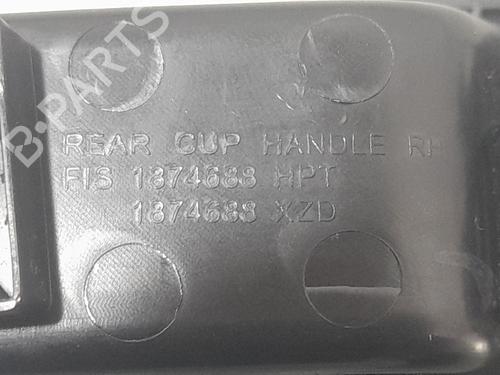 B-PARTS
REAR CUP HANDLE RH
FIS 1874688 HPT
1874688 XZD